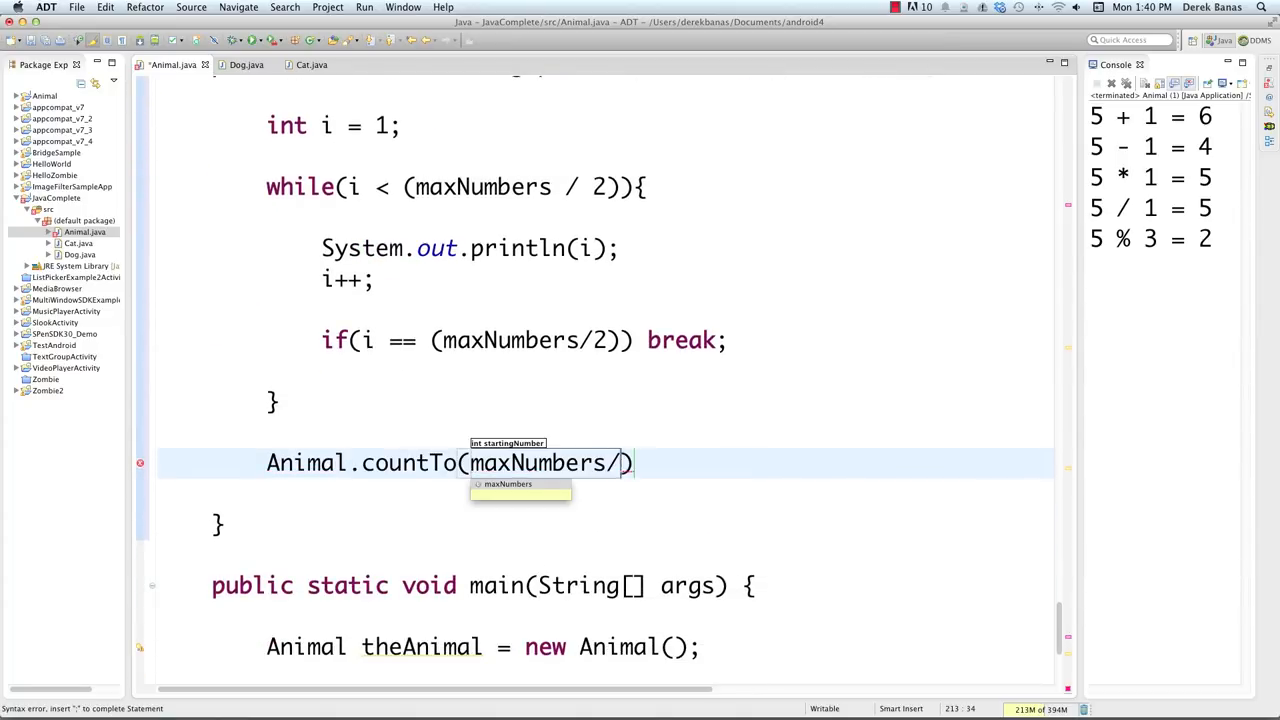 ADT File Edit Refactor Source Navigate Search Project Run Window Help 10 Mon 1:40 PM Derek Banas
Java - JavaComplete/src/Animal.java - ADT - /Users/derekbanas/Documents/android4
Quick Access Java DDMS
Package Exp
Animal
appcompat_v7
appcompat_v7_2
appcompat_v7_3
appcompat_v7_4
BridgeSample
HelloWorld
HelloZombie
ImageFilterSampleApp
JavaComplete
src
(default package)
Animal.java
Cat.java
Dog.java
JRE System Library [
ListPickerExample2Activi
MediaBrowser
MultiWindowSDKExample
MusicPlayerActivity
SlookActivity
SPenSDK30_Demo
TestAndroid
TextGroupActivity
VideoPlayerActivity
Zombie
Zombie2
*Animal.java Dog.java Cat.java
int i = 1;
while(i < (maxNumbers / 2)){
System.out.println(i);
i++;
if(i == (maxNumbers/2)) break;
}
int startingNumber
Animal.countTo(maxNumbers/)
maxNumbers
}
public static void main(String[] args) {
Animal theAnimal = new Animal();
Console
<terminated> Animal (1) [Java Application] /S
5 + 1 = 6
5 - 1 = 4
5 * 1 = 5
5 / 1 = 5
5 % 3 = 2
Syntax error, insert ";" to complete Statement Writable Smart Insert 213 : 34 213M of 394M